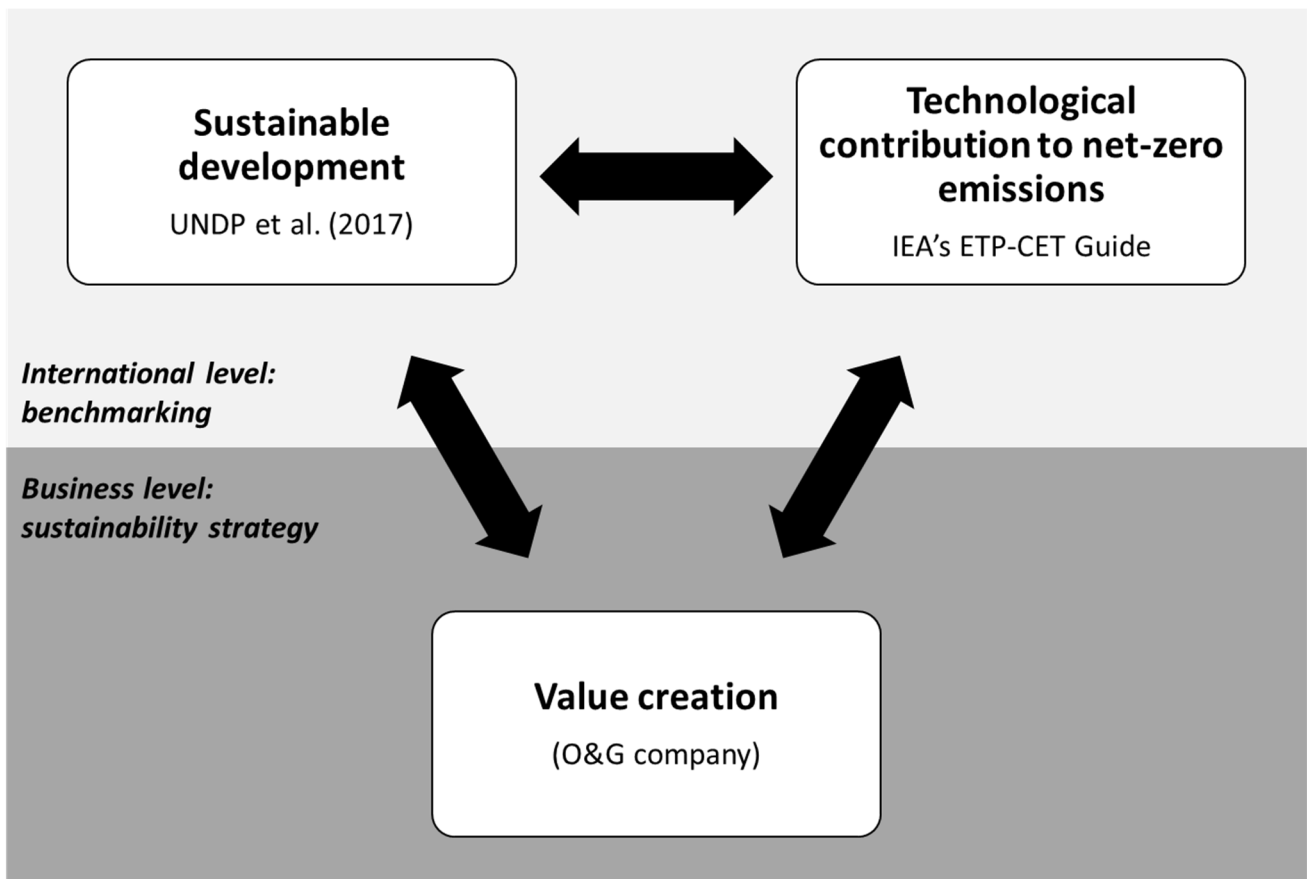 Sustainable
development
UNDP et al. (2017)
Technological
contribution to net-zero
emissions
IEA's ETP-CET Guide
International level:
benchmarking
Business level:
sustainability strategy
Value creation
(O&G company)